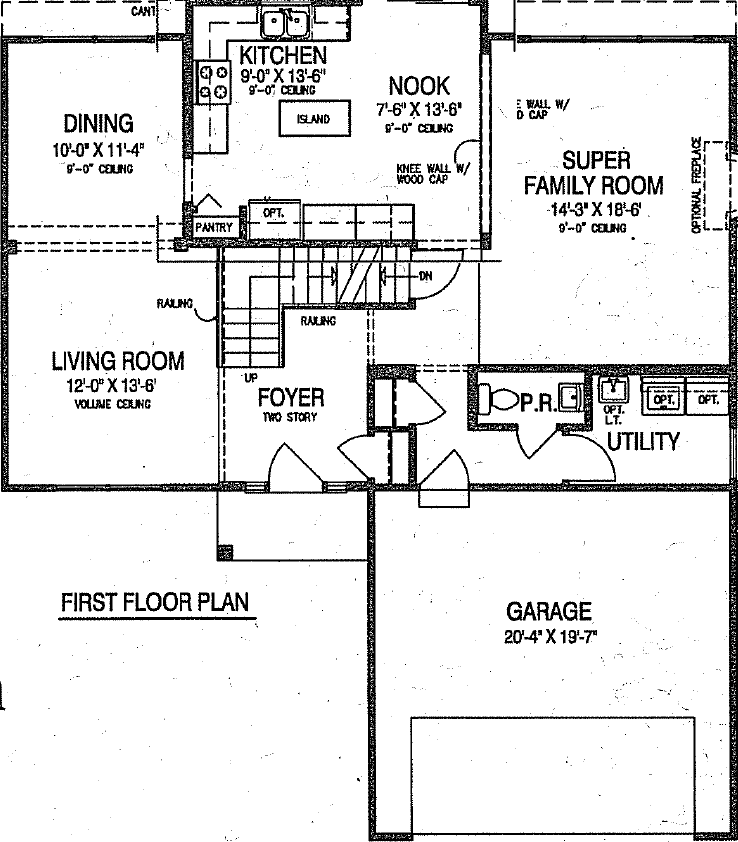 CANT
KITCHEN
9'-0" X 13'-6"
9'-0" CEILING
NOOK
7'-6" X 13'-6"
9'-0" CEILING
ISLAND
DINING
10'-0" X 11'-4"
9'-0" CEILING
E WALL W/
D CAP
KNEE WALL W/
WOOD CAP
SUPER
FAMILY ROOM
14'-3" X 18'-6'
9'-0" CEILING
OPTIONAL FIREPLACE
PANTRY
OPT.
DN
RAILING
RAILING
UP
LIVING ROOM
12'-0" X 13'-6'
VOLUME CEILING
FOYER
TWO STORY
P.R.
OPT.
L.T.
OPT.
OPT.
UTILITY
FIRST FLOOR PLAN
GARAGE
20'-4" X 19'-7"